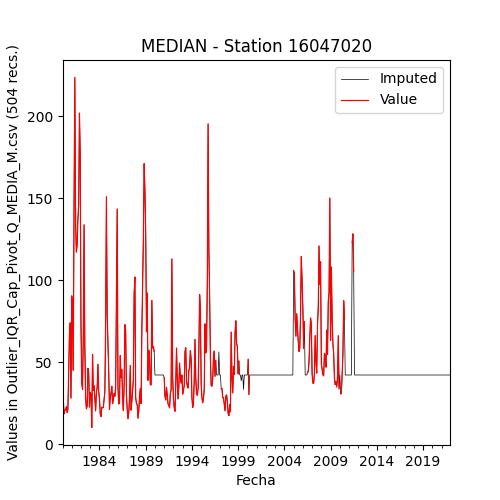 MEDIAN - Station 16047020
Values in Outlier_IQR_Cap_Pivot_Q_MEDIA_M.csv (504 recs.)
Imputed
Value
200
150
100
50
0
1984 1989 1994 1999 2004 2009 2014 2019
Fecha